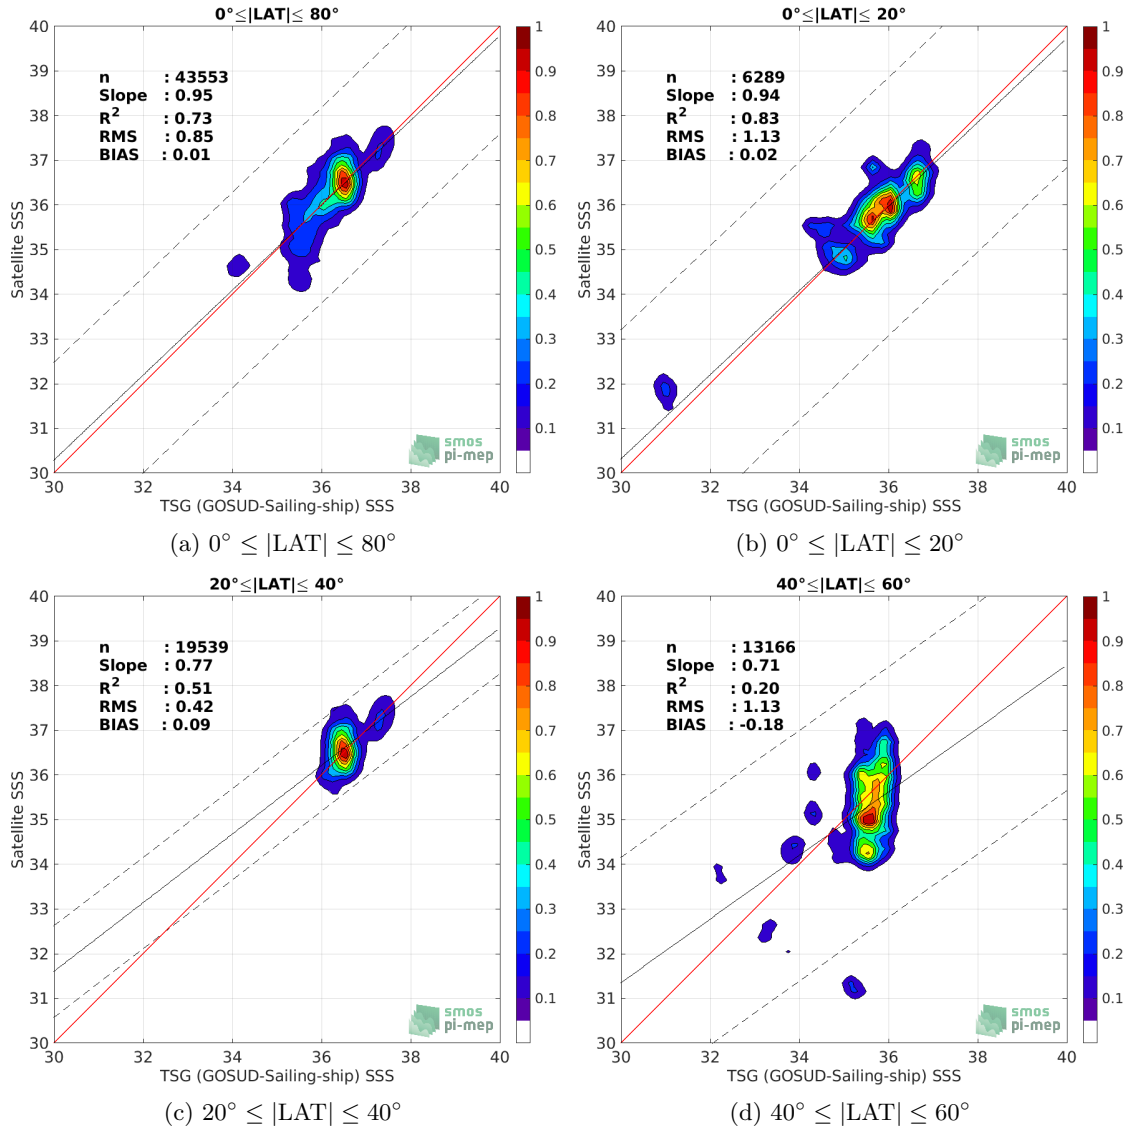 0°≤|LAT|≤ 80°
n : 43553
Slope : 0.95
R² : 0.73
RMS : 0.85
BIAS : 0.01
40
39
38
37
36
35
34
33
32
31
30
Satellite SSS
30 32 34 36 38 40
TSG (GOSUD-Sailing-ship) SSS
1
0.9
0.8
0.7
0.6
0.5
0.4
0.3
0.2
0.1
smos
pi-mep
(a) 0° ≤ |LAT| ≤ 80°
0°≤|LAT|≤ 20°
n : 6289
Slope : 0.94
R² : 0.83
RMS : 1.13
BIAS : 0.02
40
39
38
37
36
35
34
33
32
31
30
Satellite SSS
30 32 34 36 38 40
TSG (GOSUD-Sailing-ship) SSS
1
0.9
0.8
0.7
0.6
0.5
0.4
0.3
0.2
0.1
smos
pi-mep
(b) 0° ≤ |LAT| ≤ 20°
20°≤|LAT|≤ 40°
n : 19539
Slope : 0.77
R² : 0.51
RMS : 0.42
BIAS : 0.09
40
39
38
37
36
35
34
33
32
31
30
Satellite SSS
30 32 34 36 38 40
TSG (GOSUD-Sailing-ship) SSS
1
0.9
0.8
0.7
0.6
0.5
0.4
0.3
0.2
0.1
smos
pi-mep
(c) 20° ≤ |LAT| ≤ 40°
40°≤|LAT|≤ 60°
n : 13166
Slope : 0.71
R² : 0.20
RMS : 1.13
BIAS : -0.18
40
39
38
37
36
35
34
33
32
31
30
Satellite SSS
30 32 34 36 38 40
TSG (GOSUD-Sailing-ship) SSS
1
0.9
0.8
0.7
0.6
0.5
0.4
0.3
0.2
0.1
smos
pi-mep
(d) 40° ≤ |LAT| ≤ 60°